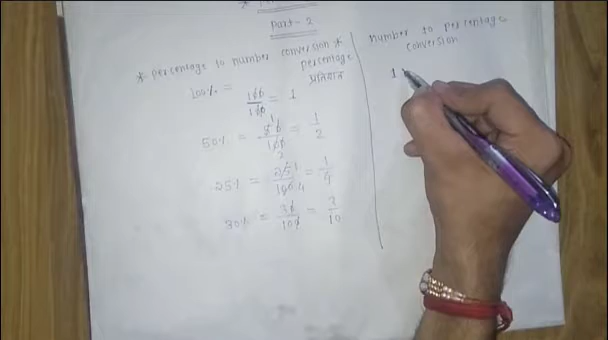 Part-2
* percentage to number conversion *
percentage
प्रतिशत
100% = 100/100 = 1
50% = 50/100 = 1/2
25% = 25/100 = 1/4
30% = 30/100 = 3/10
number to percentage
conversion
1